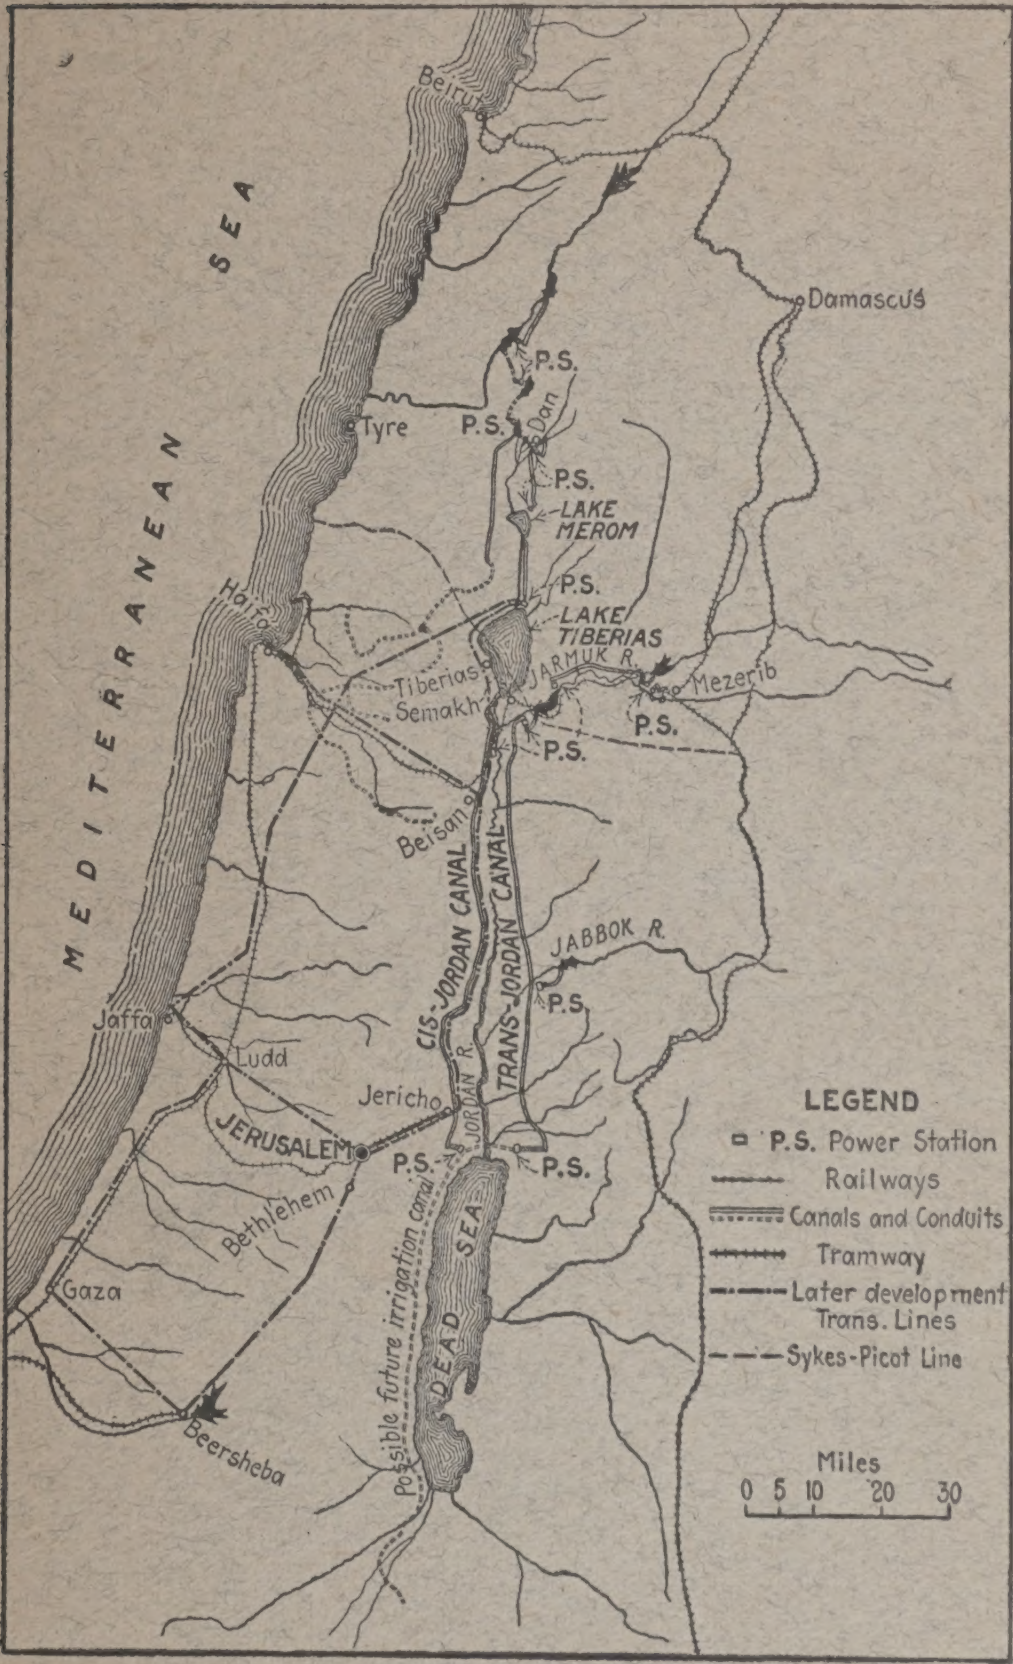 Beirut
MEDITERRANEAN SEA
Damascus
P.S.
Dan
Tyre
P.S.
P.S.
LAKE
MEROM
P.S.
LAKE
TIBERIAS
Haifa
JARMUK R.
Tiberias
Semakh
Mezerib
P.S.
P.S.
Beisan
CIS-JORDAN CANAL
TRANS-JORDAN CANAL
JABBOK R.
P.S.
Jaffa
Ludd
JORDAN R.
Jericho
JERUSALEM
P.S.
P.S.
Bethlehem
Possible future irrigation canal
DEAD SEA
Gaza
Beersheba
LEGEND
P.S. Power Station
Railways
Canals and Conduits
Tramway
Later development
Trans. Lines
Sykes-Picot Line
Miles
0 5 10 20 30